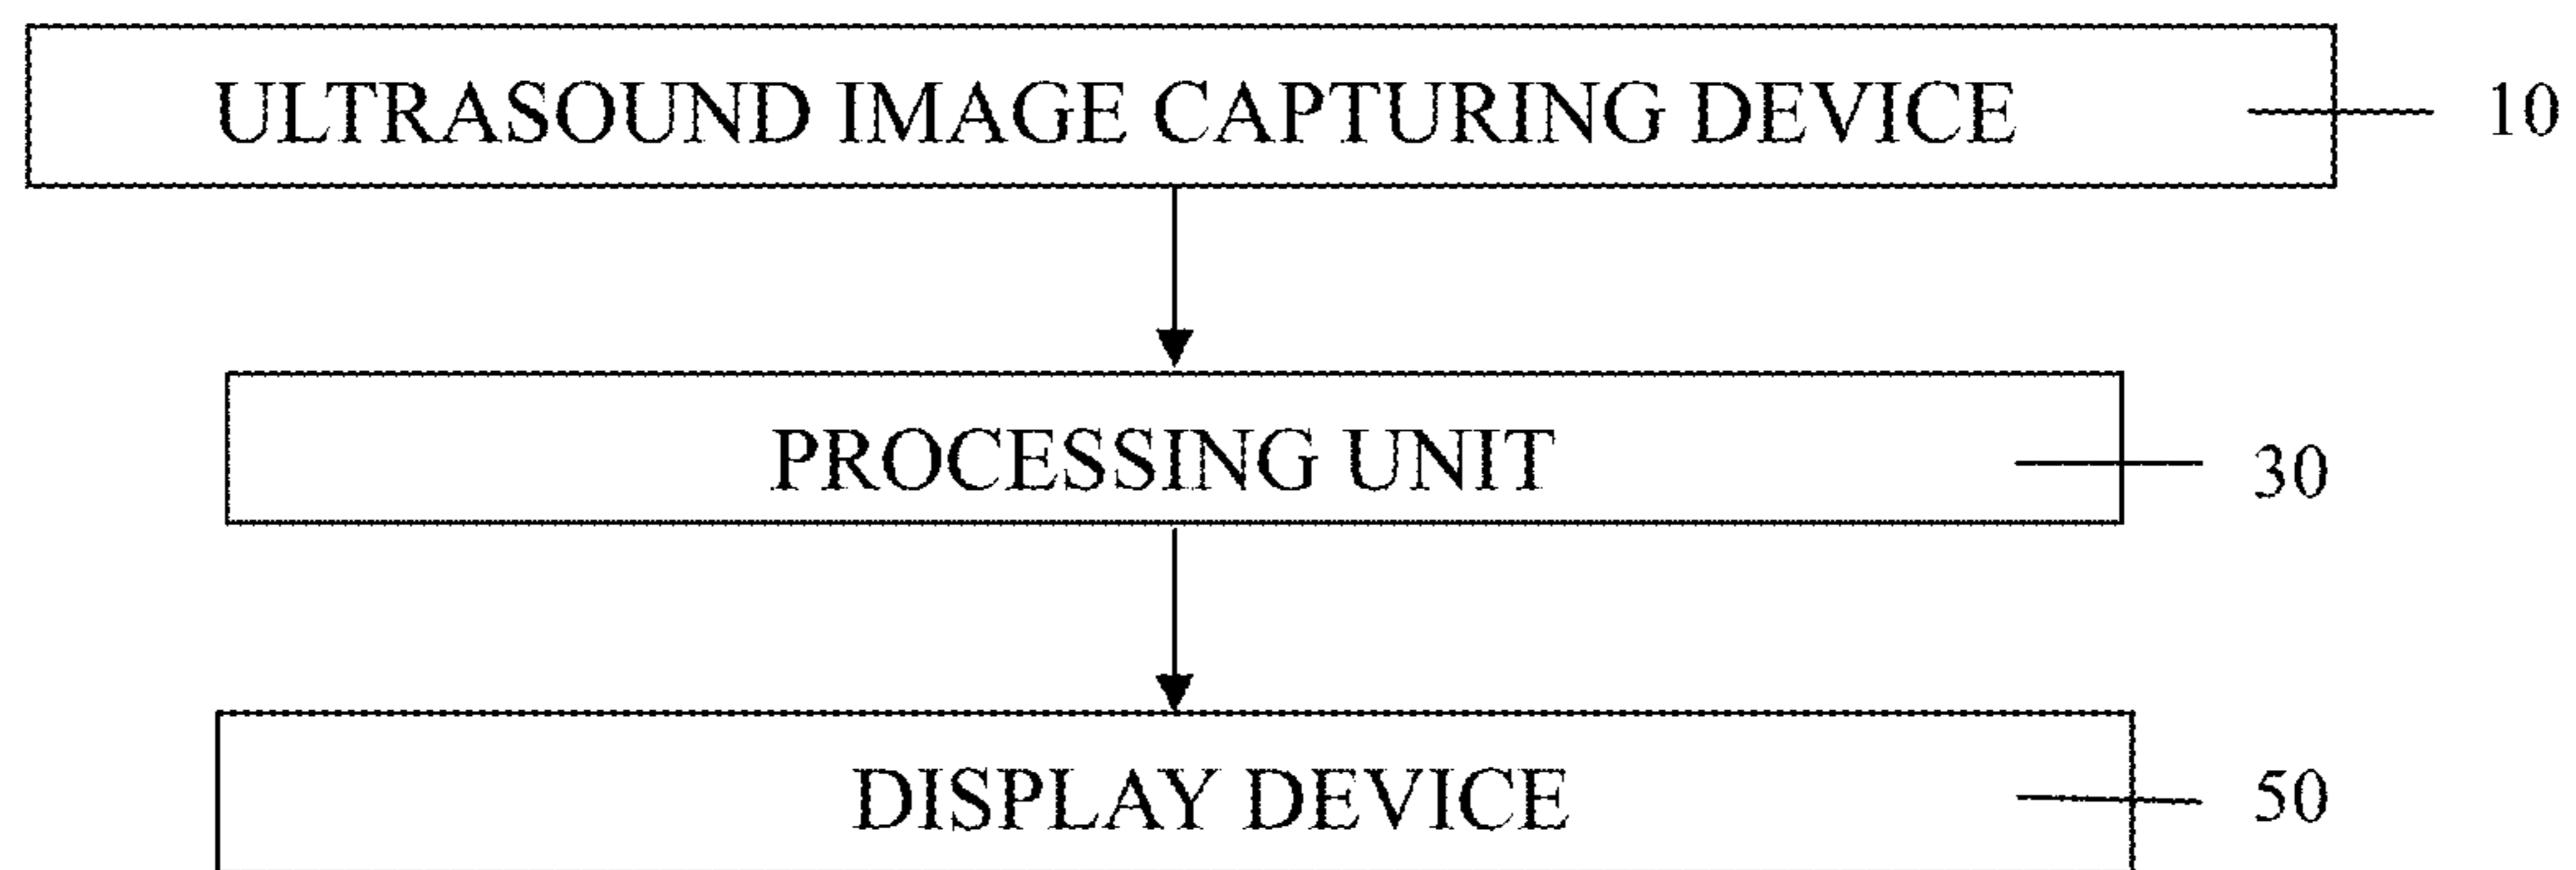 ULTRASOUND IMAGE CAPTURING DEVICE 10
PROCESSING UNIT 30
DISPLAY DEVICE 50